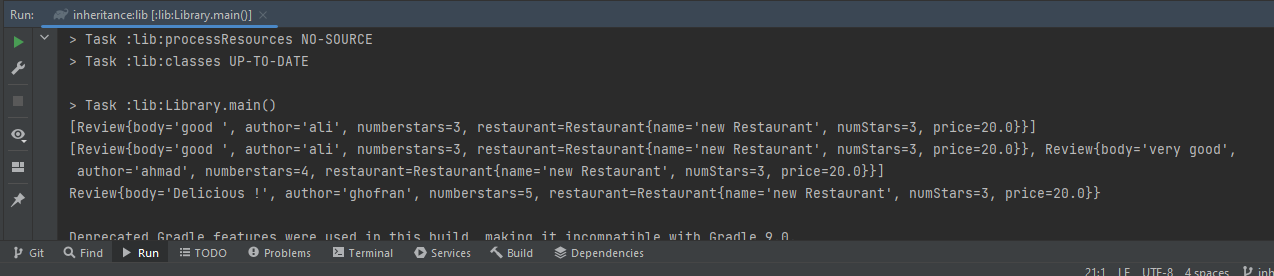 Run: inheritance:lib [:lib:Library.main()] ×
> Task :lib:processResources NO-SOURCE
> Task :lib:classes UP-TO-DATE
> Task :lib:Library.main()
[Review{body='good ', author='ali', numberstars=3, restaurant=Restaurant{name='new Restaurant', numStars=3, price=20.0}}]
[Review{body='good ', author='ali', numberstars=3, restaurant=Restaurant{name='new Restaurant', numStars=3, price=20.0}}, Review{body='very good',
author='ahmad', numberstars=4, restaurant=Restaurant{name='new Restaurant', numStars=3, price=20.0}}]
Review{body='Delicious !', author='ghofran', numberstars=5, restaurant=Restaurant{name='new Restaurant', numStars=3, price=20.0}}
Deprecated Gradle features were used in this build, making it incompatible with Gradle 9.0
Git Find Run TODO Problems Terminal Services Build Dependencies
21:1 LF UTF-8 4 spaces inh